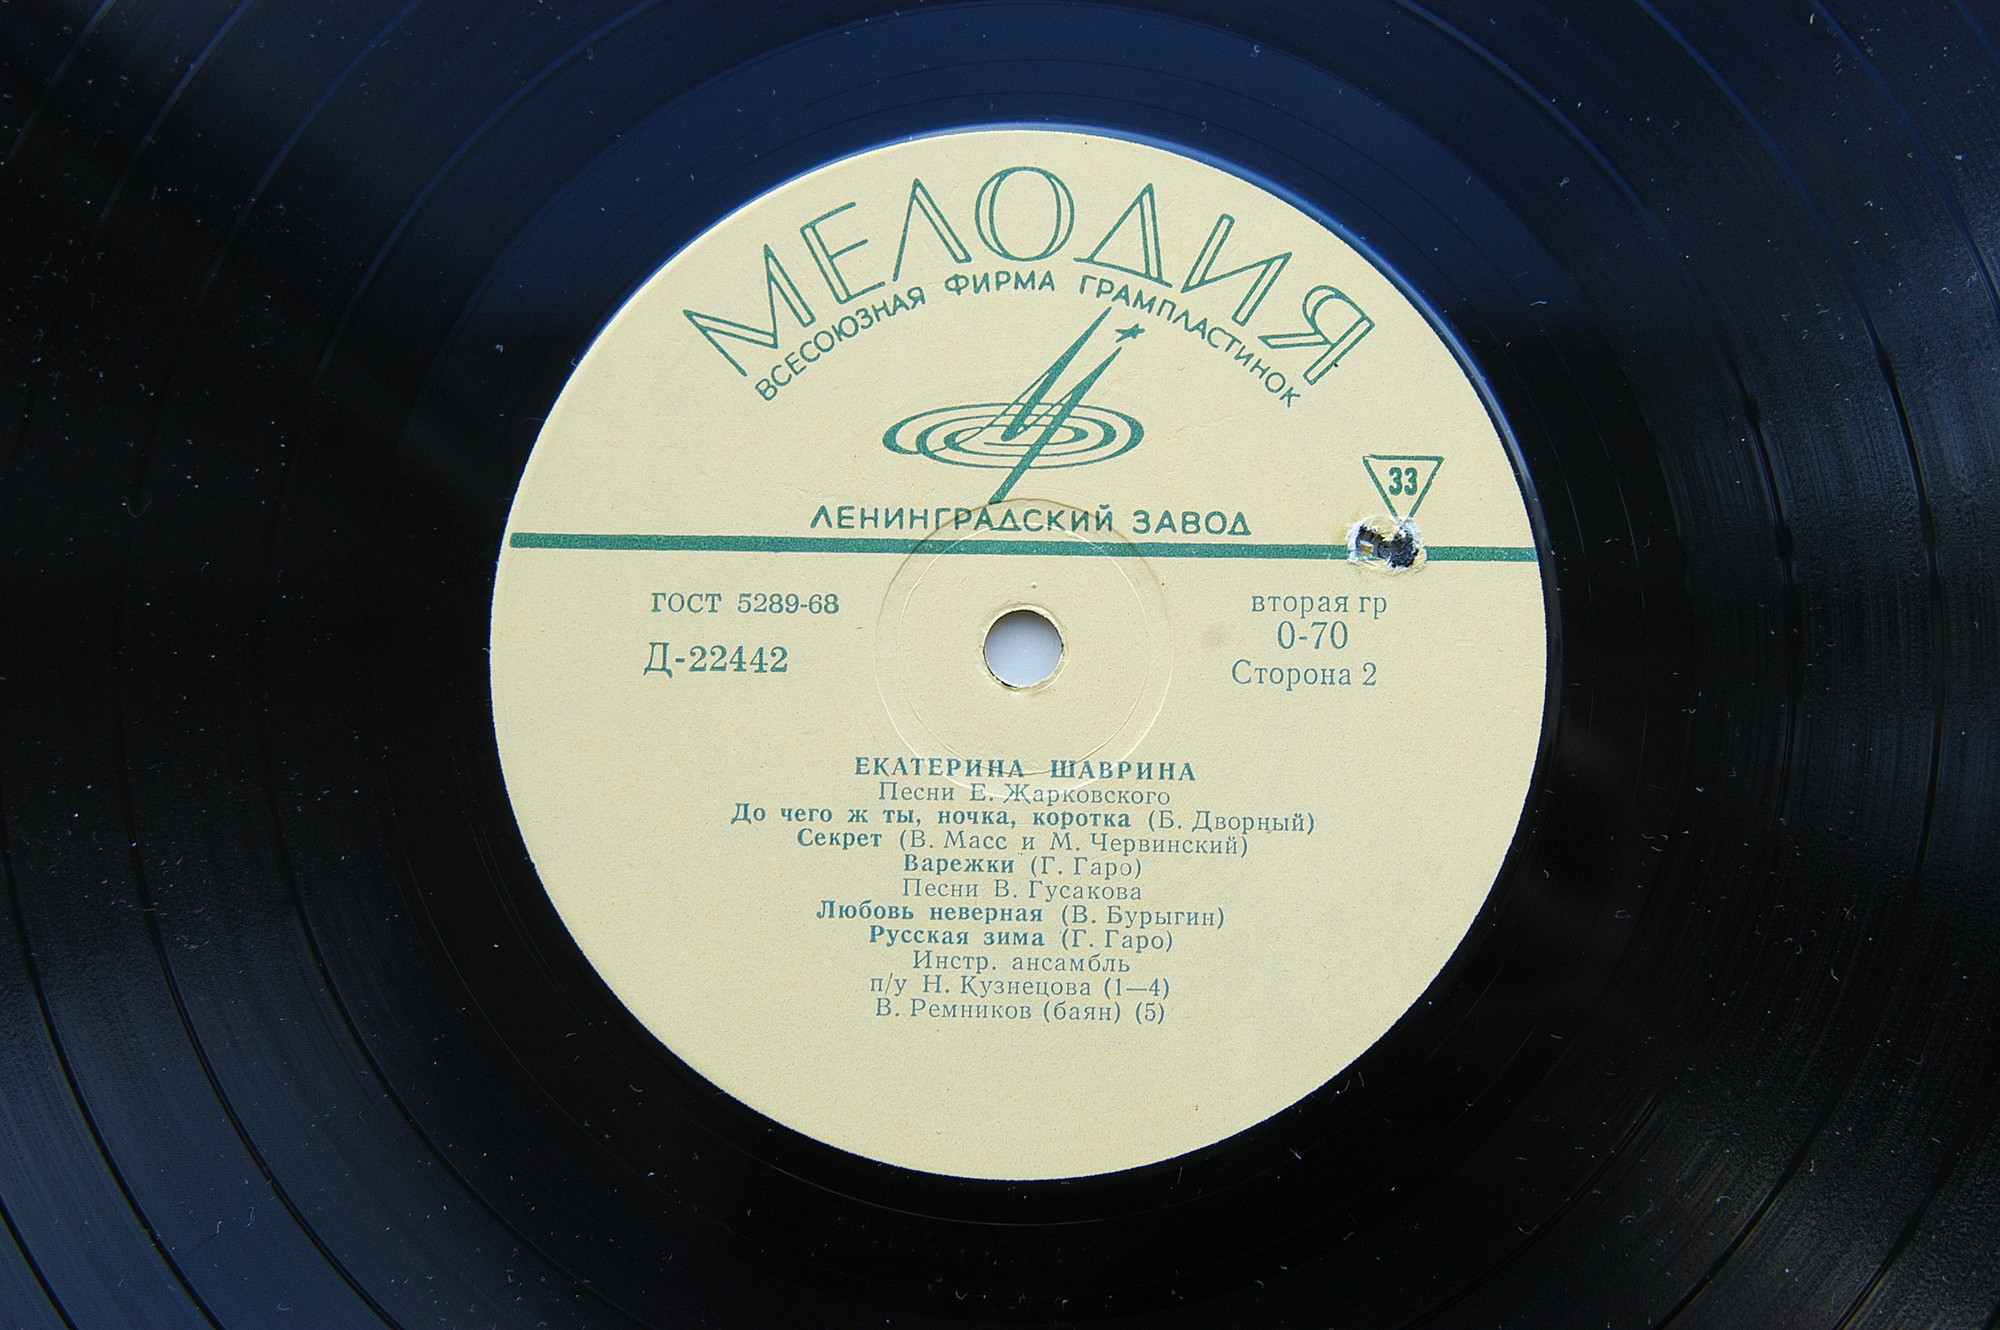 МЕЛОДИЯ
ВСЕСОЮЗНАЯ ФИРМА ГРАМПЛАСТИНОК
33
ЛЕНИНГРАДСКИЙ ЗАВОД
ГОСТ 5289-68
Д-22442
вторая гр
0-70
Сторона 2
ЕКАТЕРИНА ШАВРИНА
Песни Е. Жарковского
До чего ж ты, ночка, коротка (Б. Дворный)
Секрет (В. Масс и М. Червинский)
Варежки (Г. Гаро)
Песни В. Гусакова
Любовь неверная (В. Бурыгин)
Русская зима (Г. Гаро)
Инстр. ансамбль
п/у Н. Кузнецова (1—4)
В. Ремников (баян) (5)